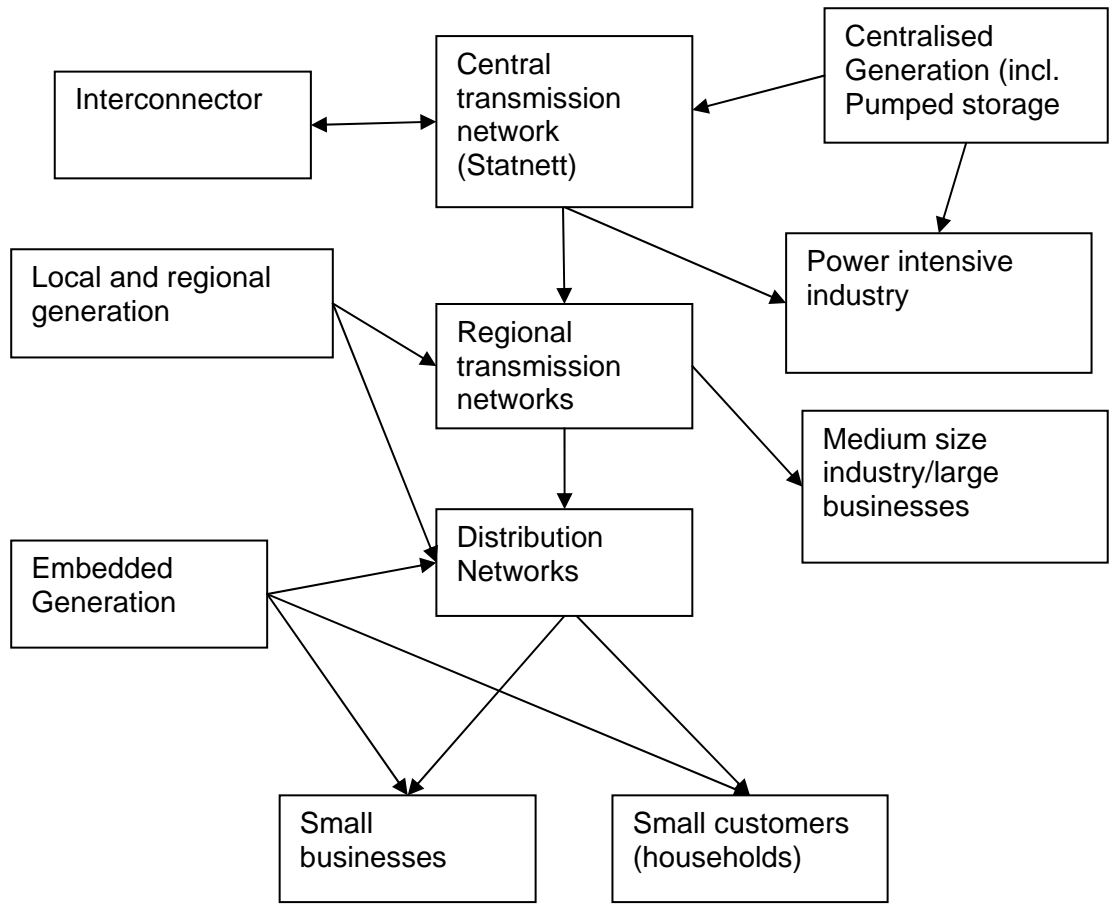 Centralised
Generation (incl.
Pumped storage
Central
transmission
network
(Statnett)
Interconnector
Local and regional
generation
Power intensive
industry
Regional
transmission
networks
Medium size
industry/large
businesses
Distribution
Networks
Embedded
Generation
Small
businesses
Small customers
(households)